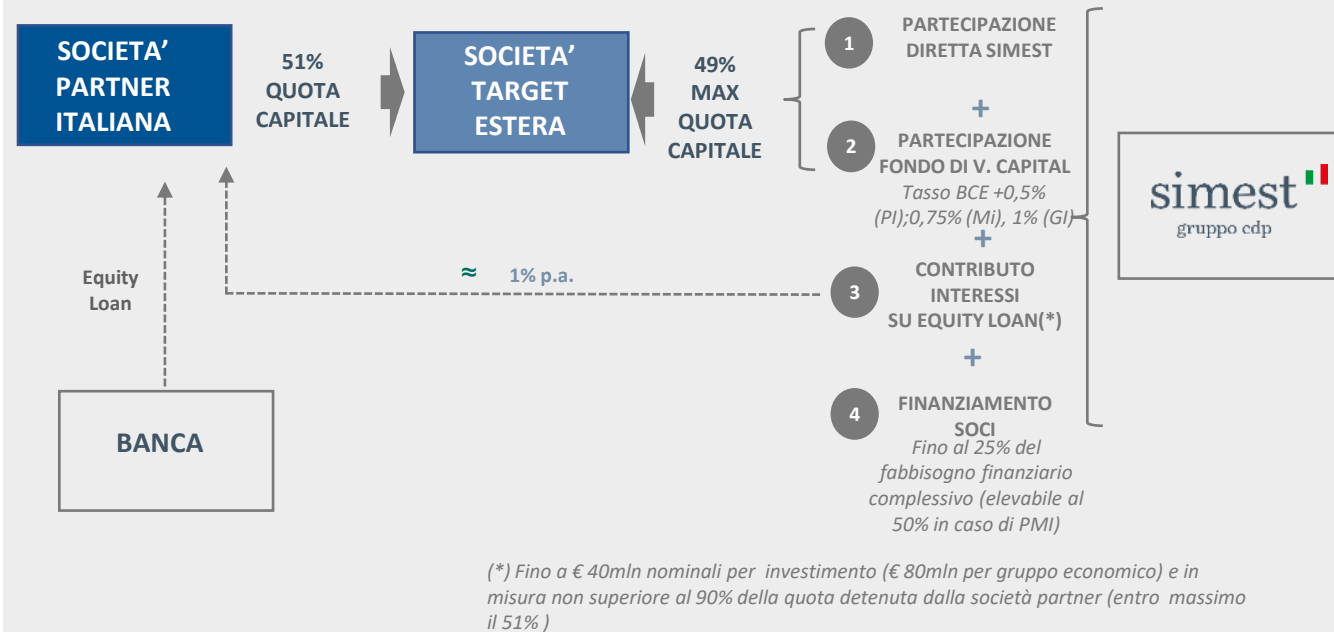 SOCIETA’
PARTNER
ITALIANA
51%
QUOTA
CAPITALE
SOCIETA’
TARGET
ESTERA
49%
MAX
QUOTA
CAPITALE
1
PARTECIPAZIONE
DIRETTA SIMEST
+
2
PARTECIPAZIONE
FONDO DI V. CAPITAL
Tasso BCE +0,5%
(PI);0,75% (Mi), 1% (GI)
+
3
CONTRIBUTO
INTERESSI
SU EQUITY LOAN(*)
+
4
FINANZIAMENTO
SOCI
Fino al 25% del
fabbisogno finanziario
complessivo (elevabile al
50% in caso di PMI)
simest
gruppo cdp
≈ 1% p.a.
Equity
Loan
BANCA
(*) Fino a € 40mln nominali per investimento (€ 80mln per gruppo economico) e in
misura non superiore al 90% della quota detenuta dalla società partner (entro massimo
il 51% )